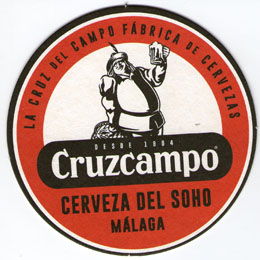 LA CRUZ DEL CAMPO FÁBRICA DE CERVEZAS
DESDE 1904
Cruzcampo®
CERVEZA DEL SOHO
MÁLAGA